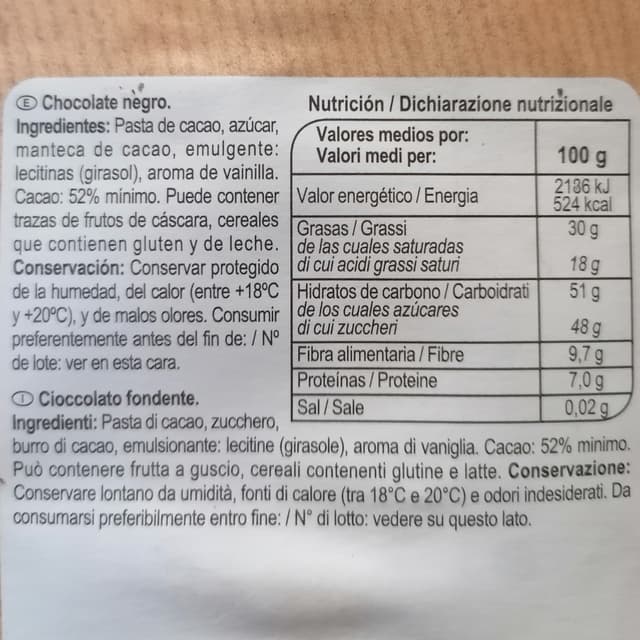 Ⓔ Chocolate negro.
Ingredientes: Pasta de cacao, azúcar,
manteca de cacao, emulgente:
lecitinas (girasol), aroma de vainilla.
Cacao: 52% mínimo. Puede contener
trazas de frutos de cáscara, cereales
que contienen gluten y de leche.
Conservación: Conservar protegido
de la humedad, del calor (entre +18ºC
y +20ºC), y de malos olores. Consumir
preferentemente antes del fin de: / Nº
de lote: ver en esta cara.
Ⓘ Cioccolato fondente.
Ingredienti: Pasta di cacao, zucchero,
burro di cacao, emulsionante: lecitine (girasole), aroma di vaniglia. Cacao: 52% minimo.
Può contenere frutta a guscio, cereali contenenti glutine e latte. Conservazione:
Conservare lontano da umidità, fonti di calore (tra 18°C e 20°C) e odori indesiderati. Da
consumarsi preferibilmente entro fine: / N° di lotto: vedere su questo lato.
Nutrición / Dichiarazione nutrizionale
Valores medios por:
Valori medi per: 100 g
Valor energético / Energia 2186 kJ
524 kcal
Grasas / Grassi 30 g
de las cuales saturadas
di cui acidi grassi saturi 18 g
Hidratos de carbono / Carboidrati 51 g
de los cuales azúcares
di cui zuccheri 48 g
Fibra alimentaria / Fibre 9,7 g
Proteínas / Proteine 7,0 g
Sal / Sale 0,02 g